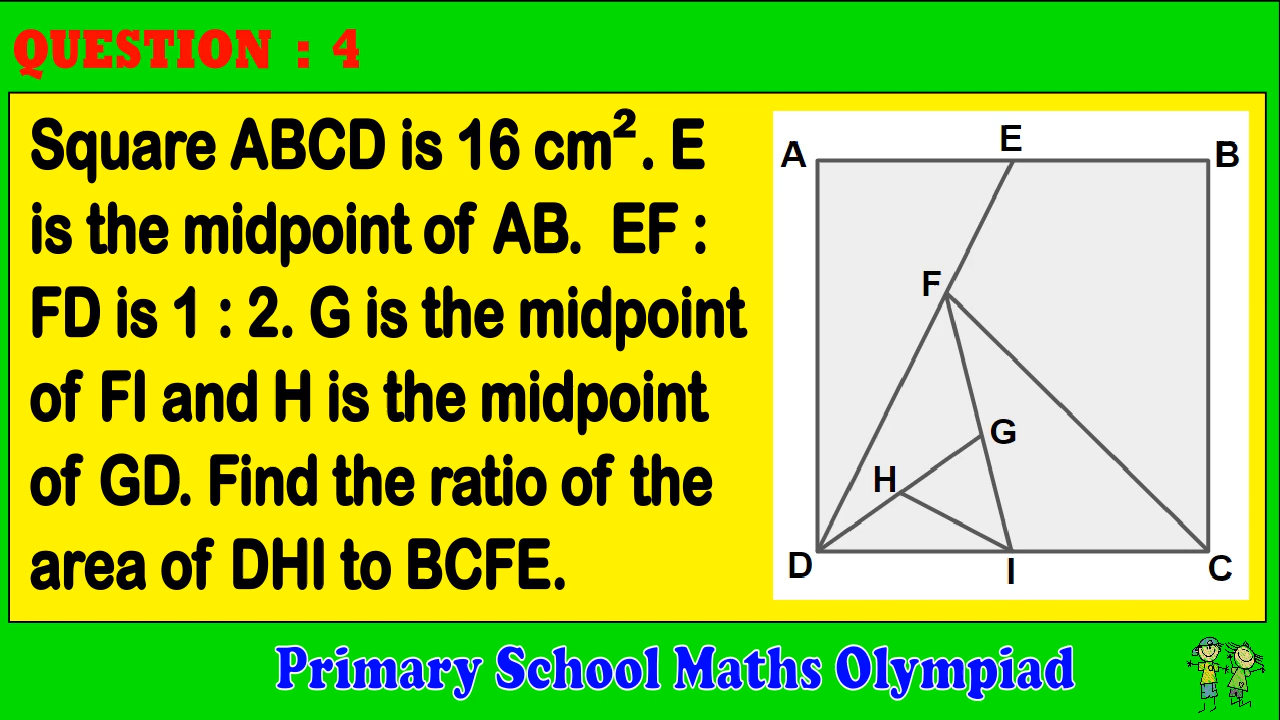 QUESTION : 4
Square ABCD is 16 cm². E
is the midpoint of AB. EF :
FD is 1 : 2. G is the midpoint
of FI and H is the midpoint
of GD. Find the ratio of the
area of DHI to BCFE.
E
A
B
F
G
H
D
I
C
Primary School Maths Olympiad